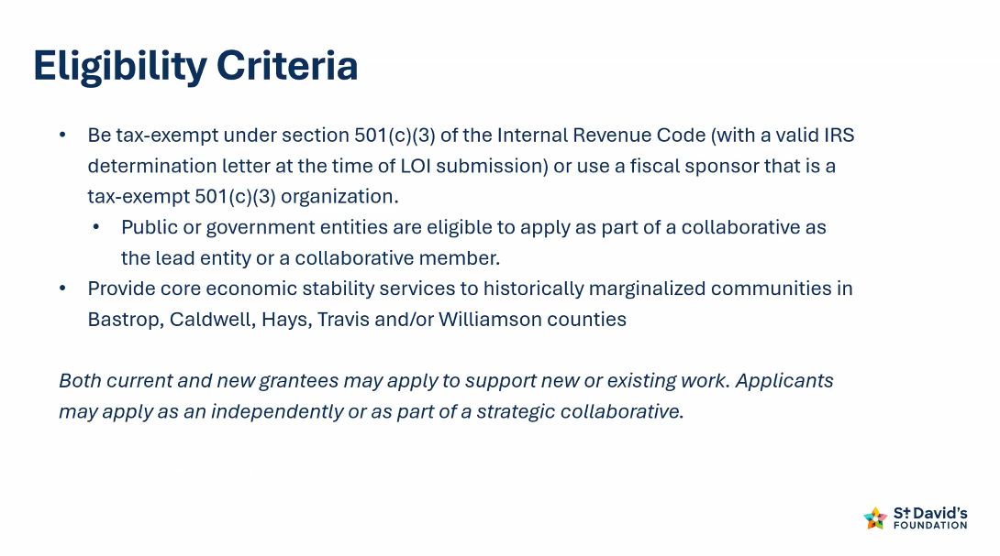 Eligibility Criteria
• Be tax-exempt under section 501(c)(3) of the Internal Revenue Code (with a valid IRS
determination letter at the time of LOI submission) or use a fiscal sponsor that is a
tax-exempt 501(c)(3) organization.
• Public or government entities are eligible to apply as part of a collaborative as
the lead entity or a collaborative member.
• Provide core economic stability services to historically marginalized communities in
Bastrop, Caldwell, Hays, Travis and/or Williamson counties
Both current and new grantees may apply to support new or existing work. Applicants
may apply as an independently or as part of a strategic collaborative.
St David's
FOUNDATION